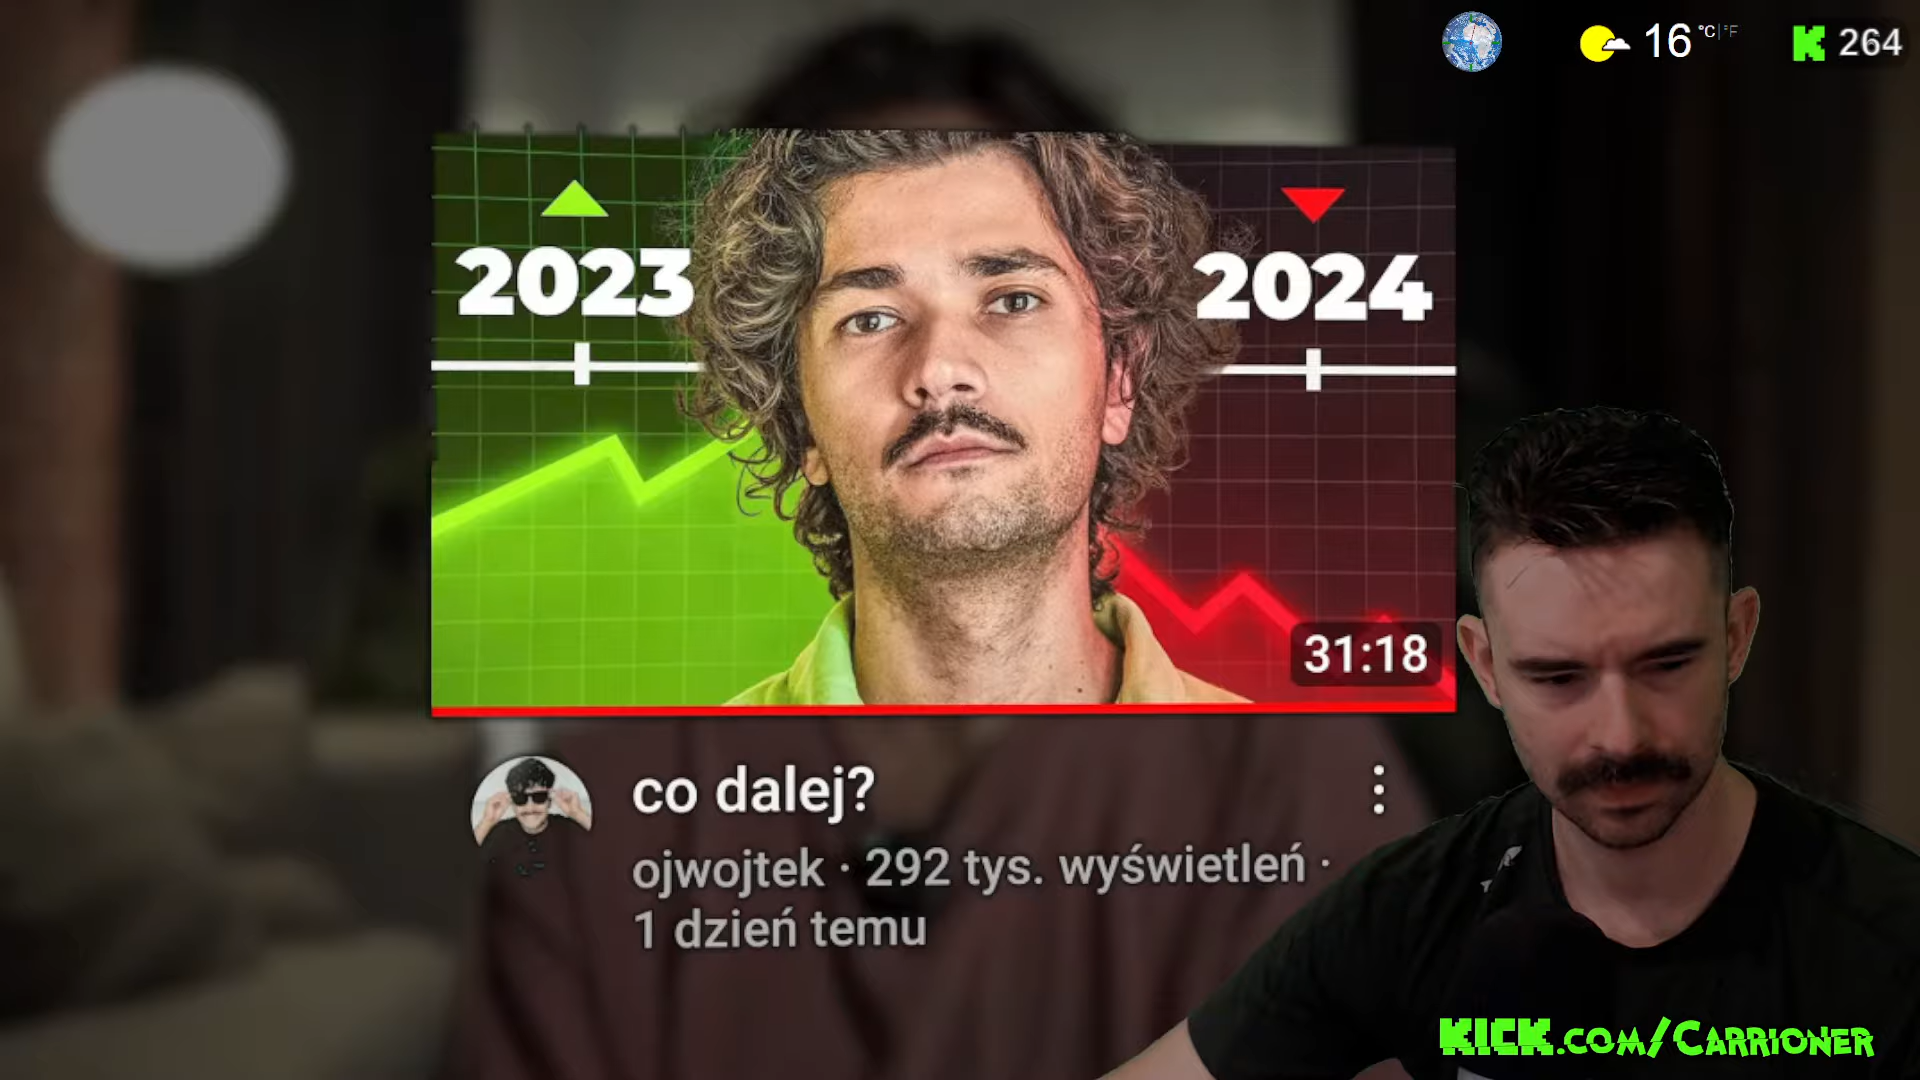 16 °C|°F
264
2023
2024
31:18
co dalej?
ojwojtek · 292 tys. wyświetleń ·
1 dzień temu
KICK.com/Carrioner